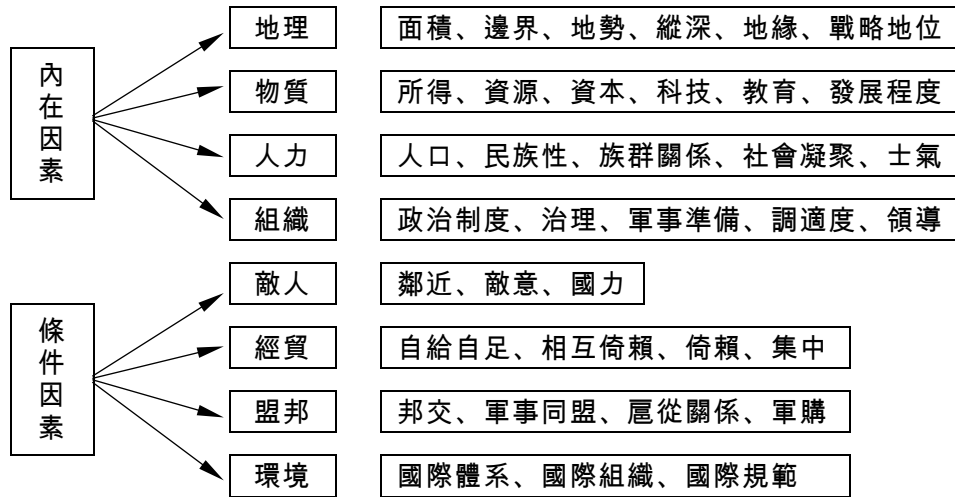 內在因素
地理
面積、邊界、地勢、縱深、地緣、戰略地位
物質
所得、資源、資本、科技、教育、發展程度
人力
人口、民族性、族群關係、社會凝聚、士氣
組織
政治制度、治理、軍事準備、調適度、領導
條件因素
敵人
鄰近、敵意、國力
經貿
自給自足、相互倚賴、倚賴、集中
盟邦
邦交、軍事同盟、扈從關係、軍購
環境
國際體系、國際組織、國際規範